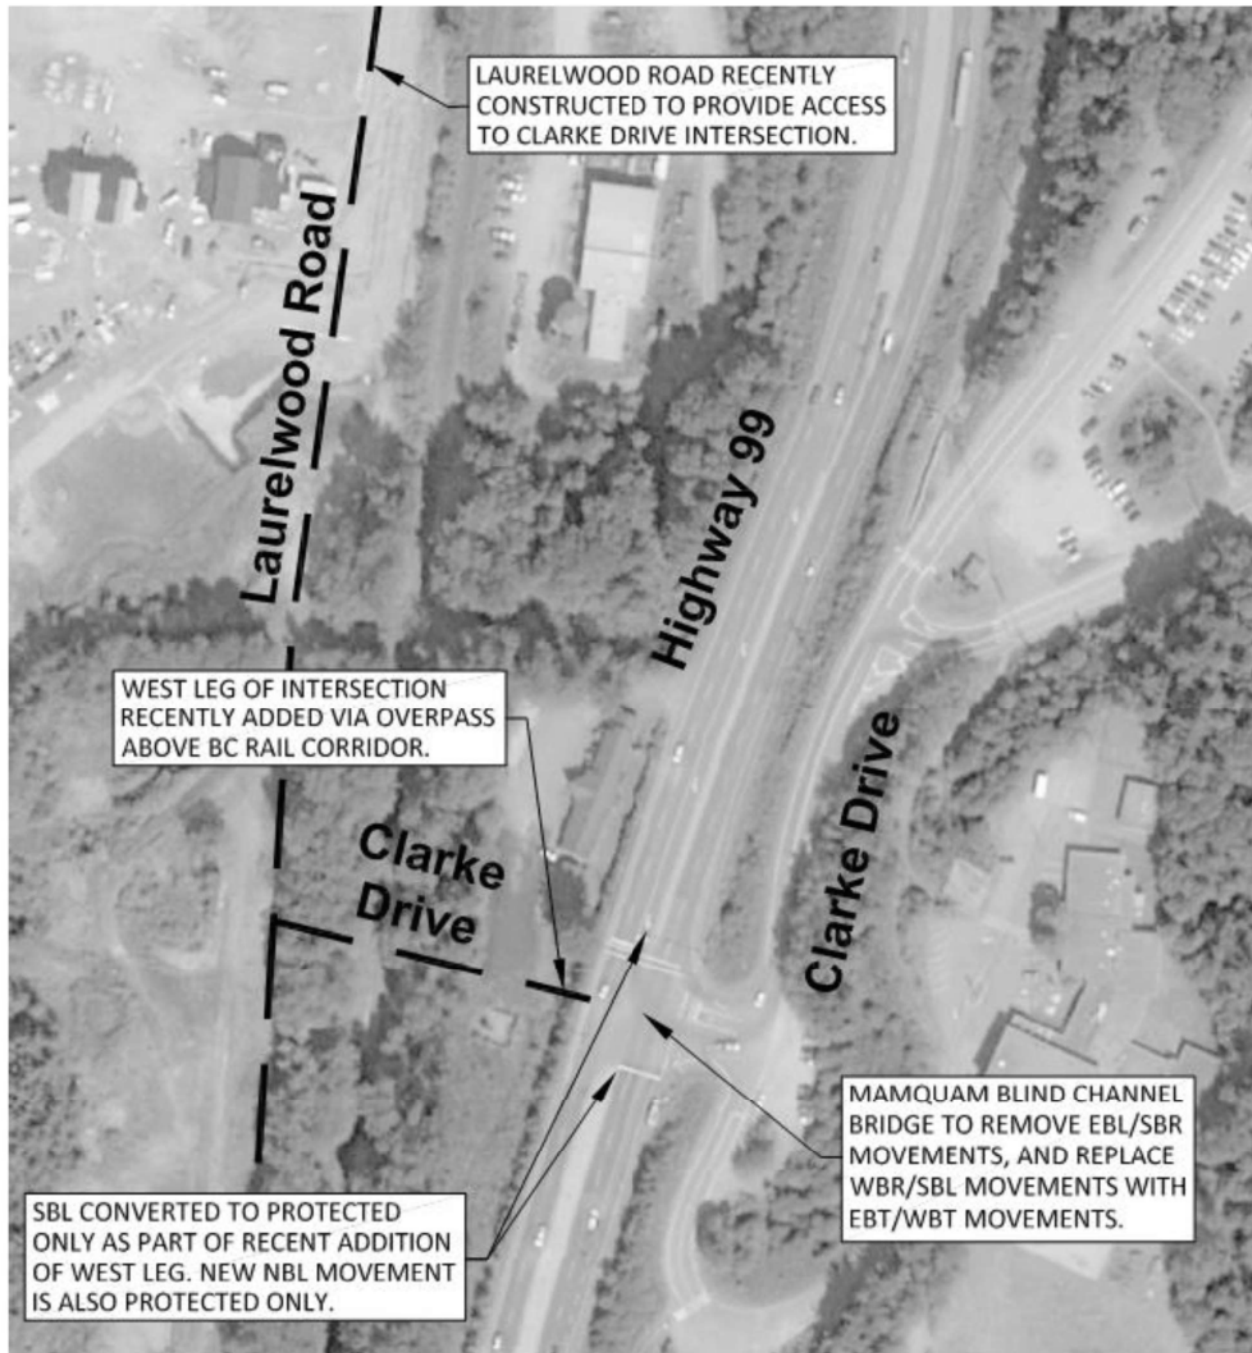 LAURELWOOD ROAD RECENTLY
CONSTRUCTED TO PROVIDE ACCESS
TO CLARKE DRIVE INTERSECTION.
Laurelwood Road
Highway 99
WEST LEG OF INTERSECTION
RECENTLY ADDED VIA OVERPASS
ABOVE BC RAIL CORRIDOR.
Clarke
Drive
Clarke Drive
MAMQUAM BLIND CHANNEL
BRIDGE TO REMOVE EBL/SBR
MOVEMENTS, AND REPLACE
WBR/SBL MOVEMENTS WITH
EBT/WBT MOVEMENTS.
SBL CONVERTED TO PROTECTED
ONLY AS PART OF RECENT ADDITION
OF WEST LEG. NEW NBL MOVEMENT
IS ALSO PROTECTED ONLY.